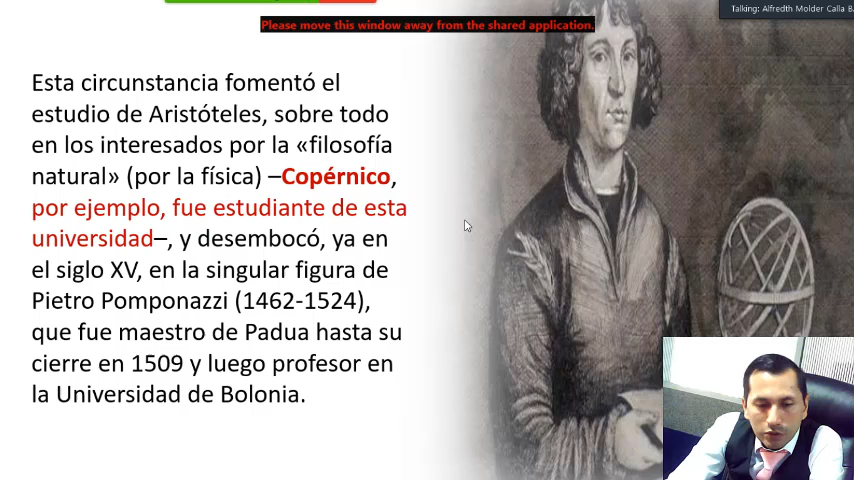 Please move this window away from the shared application.
Talking: Alfredth Molder Calla B.
Esta circunstancia fomentó el
estudio de Aristóteles, sobre todo
en los interesados por la «filosofía
natural» (por la física) –Copérnico,
por ejemplo, fue estudiante de esta
universidad–, y desembocó, ya en
el siglo XV, en la singular figura de
Pietro Pomponazzi (1462-1524),
que fue maestro de Padua hasta su
cierre en 1509 y luego profesor en
la Universidad de Bolonia.